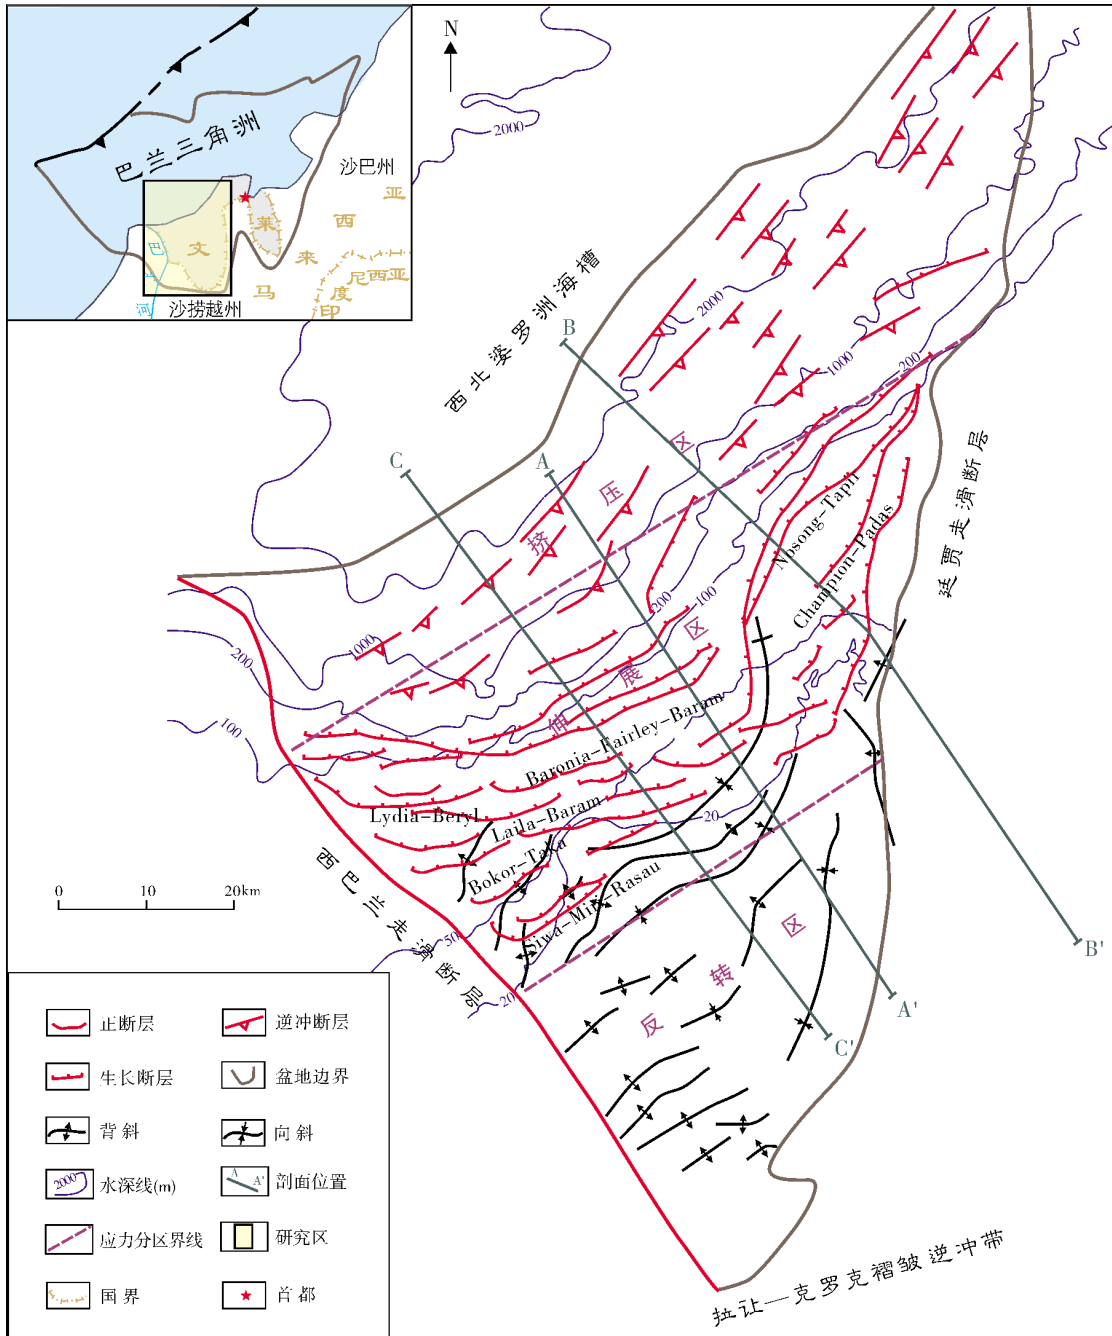 巴兰三角洲
沙巴州
文
莱
马
来
西
亚
印
度
尼
西
亚
巴
兰
河
沙捞越州
N
2000
西北婆罗洲海槽
2000
1000
200
B
C
A
挤
压
区
Nosong-Tapir
Champion-Padas
廷贾走滑断层
200
100
1000
200
100
伸
展
区
Baronia-Fairley-Baram
Lydia-Beryl
Laila-Baram
20
Bokor-Taka
Siwa-Miri-Rasau
0 10 20km
西巴兰走滑断层
50
20
反
转
区
B'
A'
C'
正断层
逆冲断层
生长断层
盆地边界
背斜
向斜
2000
水深线(m)
A A'
剖面位置
应力分区界线
研究区
国界
首都
拉让—克罗克褶皱逆冲带